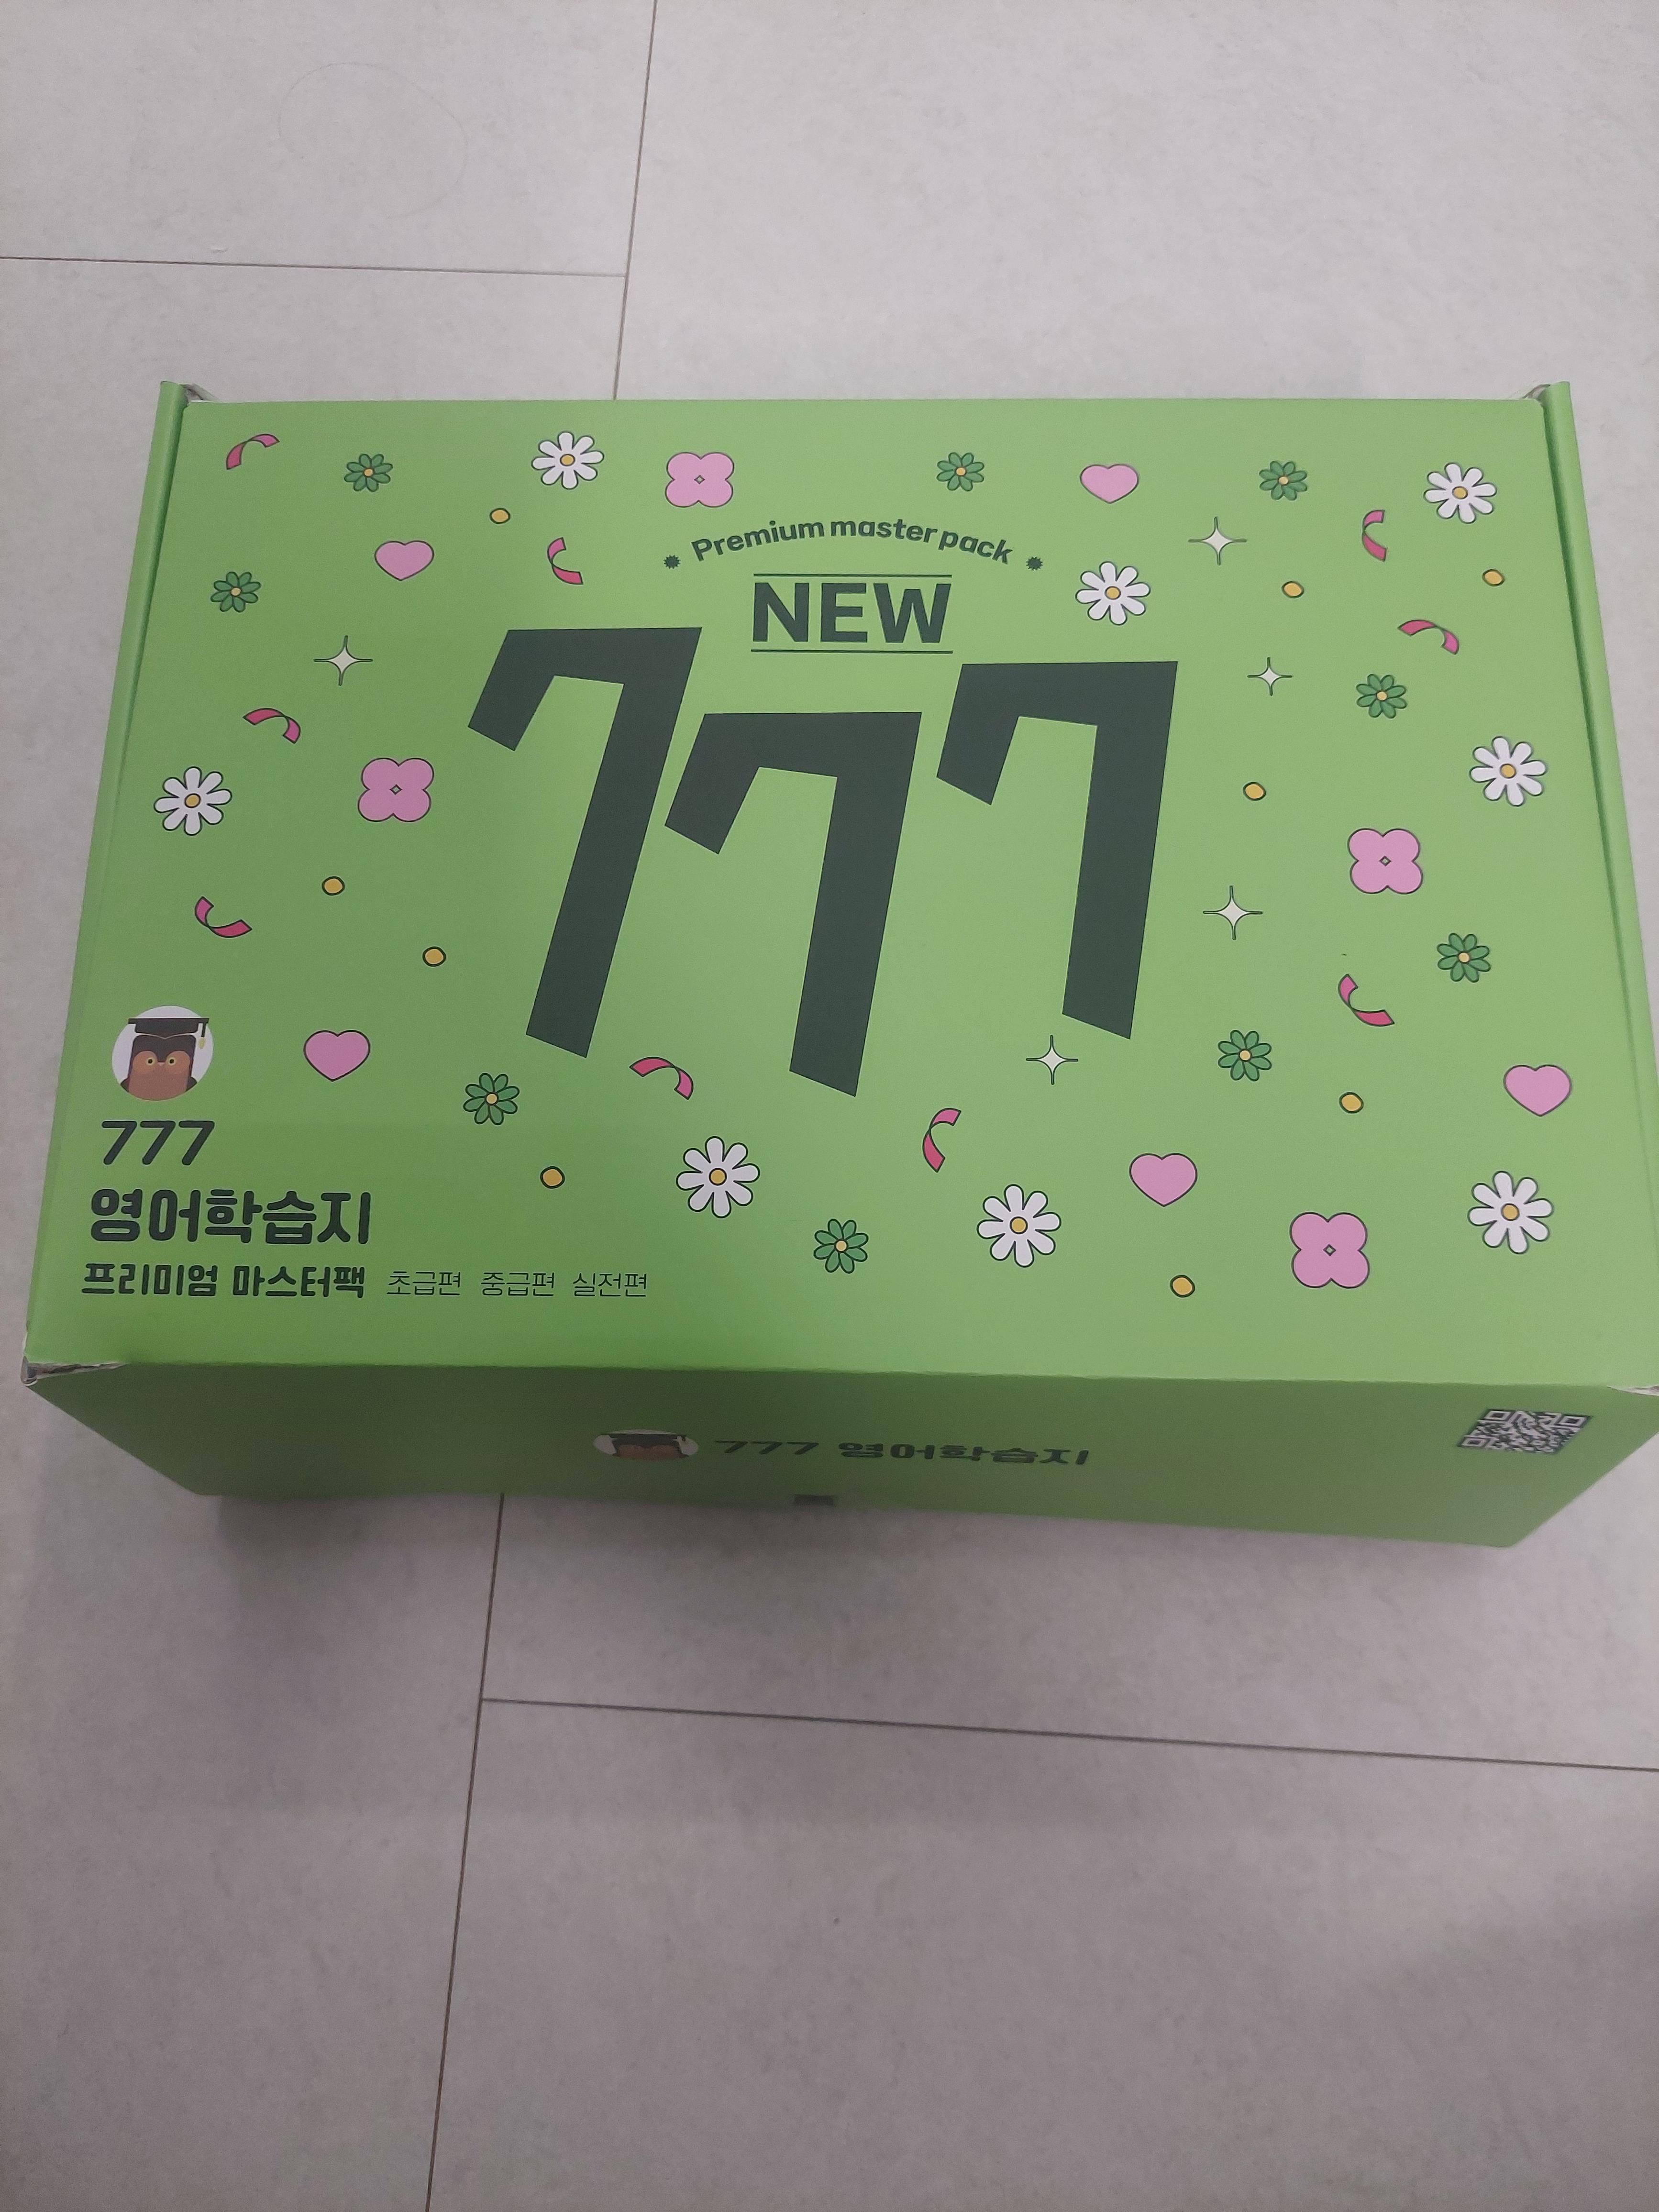 Premium master pack
NEW
777
777
영어학습지
프리미엄 마스터팩 초급편 중급편 실전편
777 영어학습지